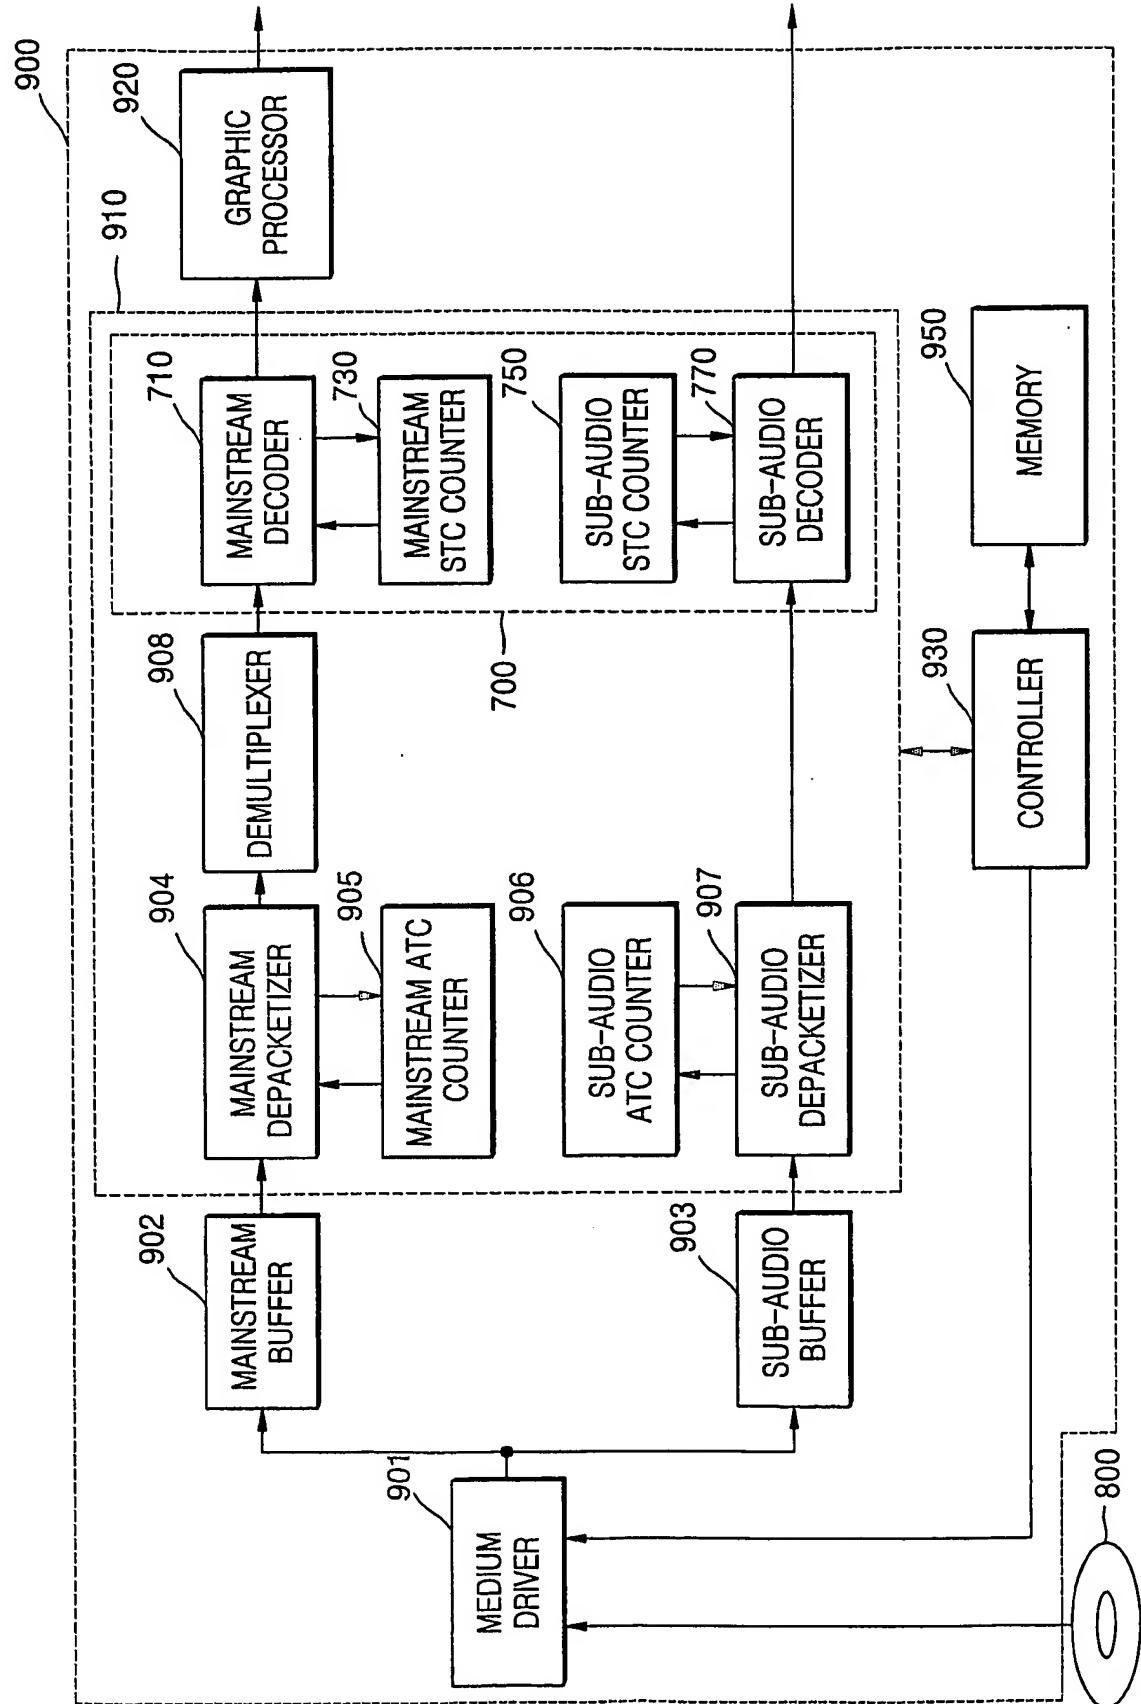 900
920
GRAPHIC
PROCESSOR
910
710
MAINSTREAM
DECODER
730
MAINSTREAM
STC COUNTER
750
SUB-AUDIO
STC COUNTER
770
SUB-AUDIO
DECODER
700
950
MEMORY
908
DEMULTIPLEXER
930
CONTROLLER
904
MAINSTREAM
DEPACKETIZER
905
MAINSTREAM ATC
COUNTER
906
SUB-AUDIO
ATC COUNTER
907
SUB-AUDIO
DEPACKETIZER
902
MAINSTREAM
BUFFER
903
SUB-AUDIO
BUFFER
901
MEDIUM
DRIVER
800